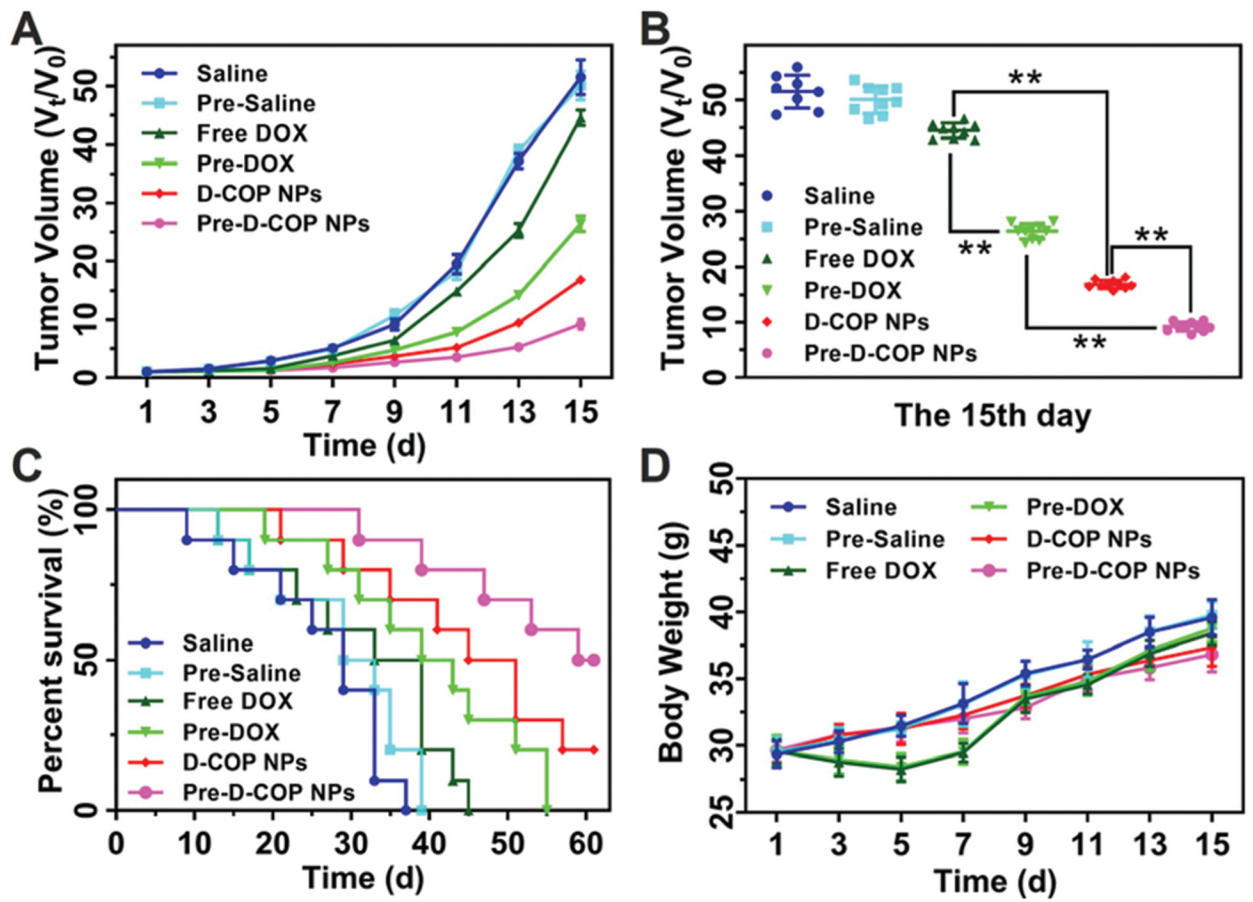 A
Tumor Volume (Vt/V0)
50
40
30
20
10
0
Saline
Pre-Saline
Free DOX
Pre-DOX
D-COP NPs
Pre-D-COP NPs
1 3 5 7 9 11 13 15
Time (d)
B
Tumor Volume (Vt/V0)
50
40
30
20
10
0
**
**
**
**
Saline
Pre-Saline
Free DOX
Pre-DOX
D-COP NPs
Pre-D-COP NPs
The 15th day
C
Percent survival (%)
100
50
0
Saline
Pre-Saline
Free DOX
Pre-DOX
D-COP NPs
Pre-D-COP NPs
0 10 20 30 40 50 60
Time (d)
D
Body Weight (g)
50
45
40
35
30
25
Saline
Pre-Saline
Free DOX
Pre-DOX
D-COP NPs
Pre-D-COP NPs
1 3 5 7 9 11 13 15
Time (d)